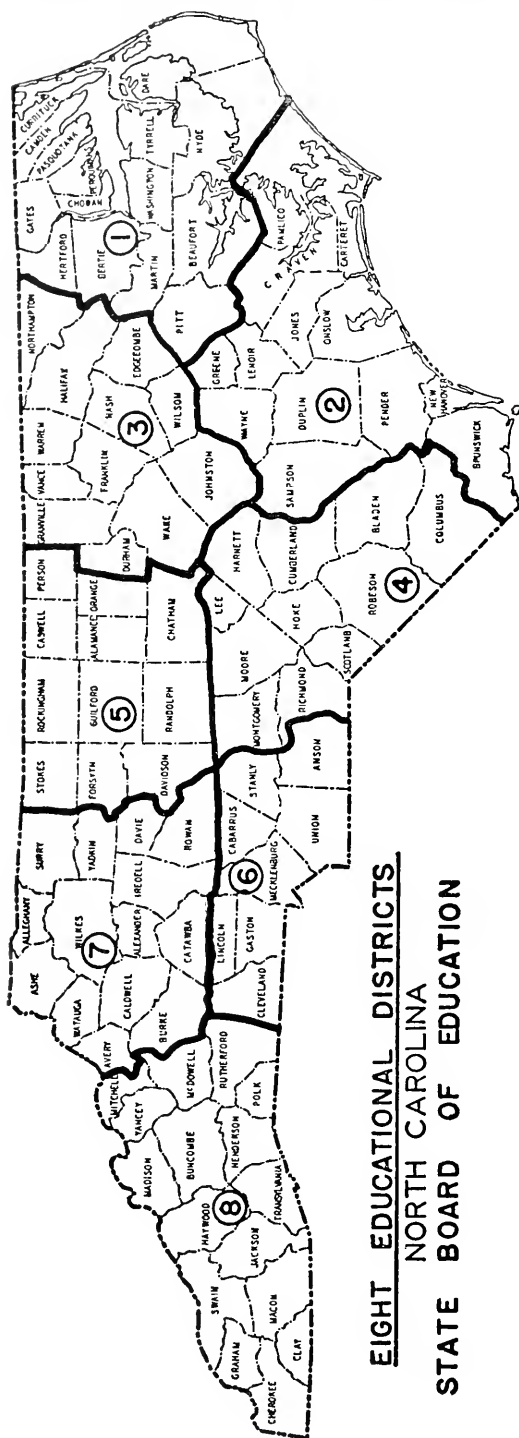 ALLEGHANY
ASHE
SURRY
STOKES
ROCKINGHAM
CASWELL
PERSON
GRANVILLE
VANCE
WARREN
NORTHAMPTON
GATES
CURRITUCK
CAMDEN
PASQUOTANK
PERQUIMANS
CHOWAN
HERTFORD
HALIFAX
BERTIE
1
WATAUGA
WILKES
YADKIN
FORSYTH
GUILFORD
5
ALAMANCE
ORANGE
DURHAM
FRANKLIN
NASH
3
EDGECOMBE
MARTIN
WASHINGTON
TYRRELL
DARE
MITCHELL
AVERY
CALDWELL
7
ALEXANDER
IREDELL
DAVIE
DAVIDSON
RANDOLPH
CHATHAM
WAKE
WILSON
PITT
BEAUFORT
HYDE
MADISON
YANCEY
BURKE
CATAWBA
ROWAN
JOHNSTON
GREENE
HAYWOOD
BUNCOMBE
MCDOWELL
LINCOLN
CABARRUS
STANLY
MONTGOMERY
MOORE
LEE
HARNETT
WAYNE
LENOIR
CRAVEN
PAMLICO
SWAIN
8
HENDERSON
RUTHERFORD
CLEVELAND
GASTON
6
MECKLENBURG
GRAHAM
JACKSON
TRANSYLVANIA
POLK
UNION
ANSON
RICHMOND
HOKE
CUMBERLAND
SAMPSON
DUPLIN
2
JONES
ONSLOW
CARTERET
CHEROKEE
MACON
CLAY
SCOTLAND
ROBESON
4
BLADEN
PENDER
NEW
HANOVER
COLUMBUS
BRUNSWICK
EIGHT EDUCATIONAL DISTRICTS
NORTH CAROLINA
STATE BOARD OF EDUCATION